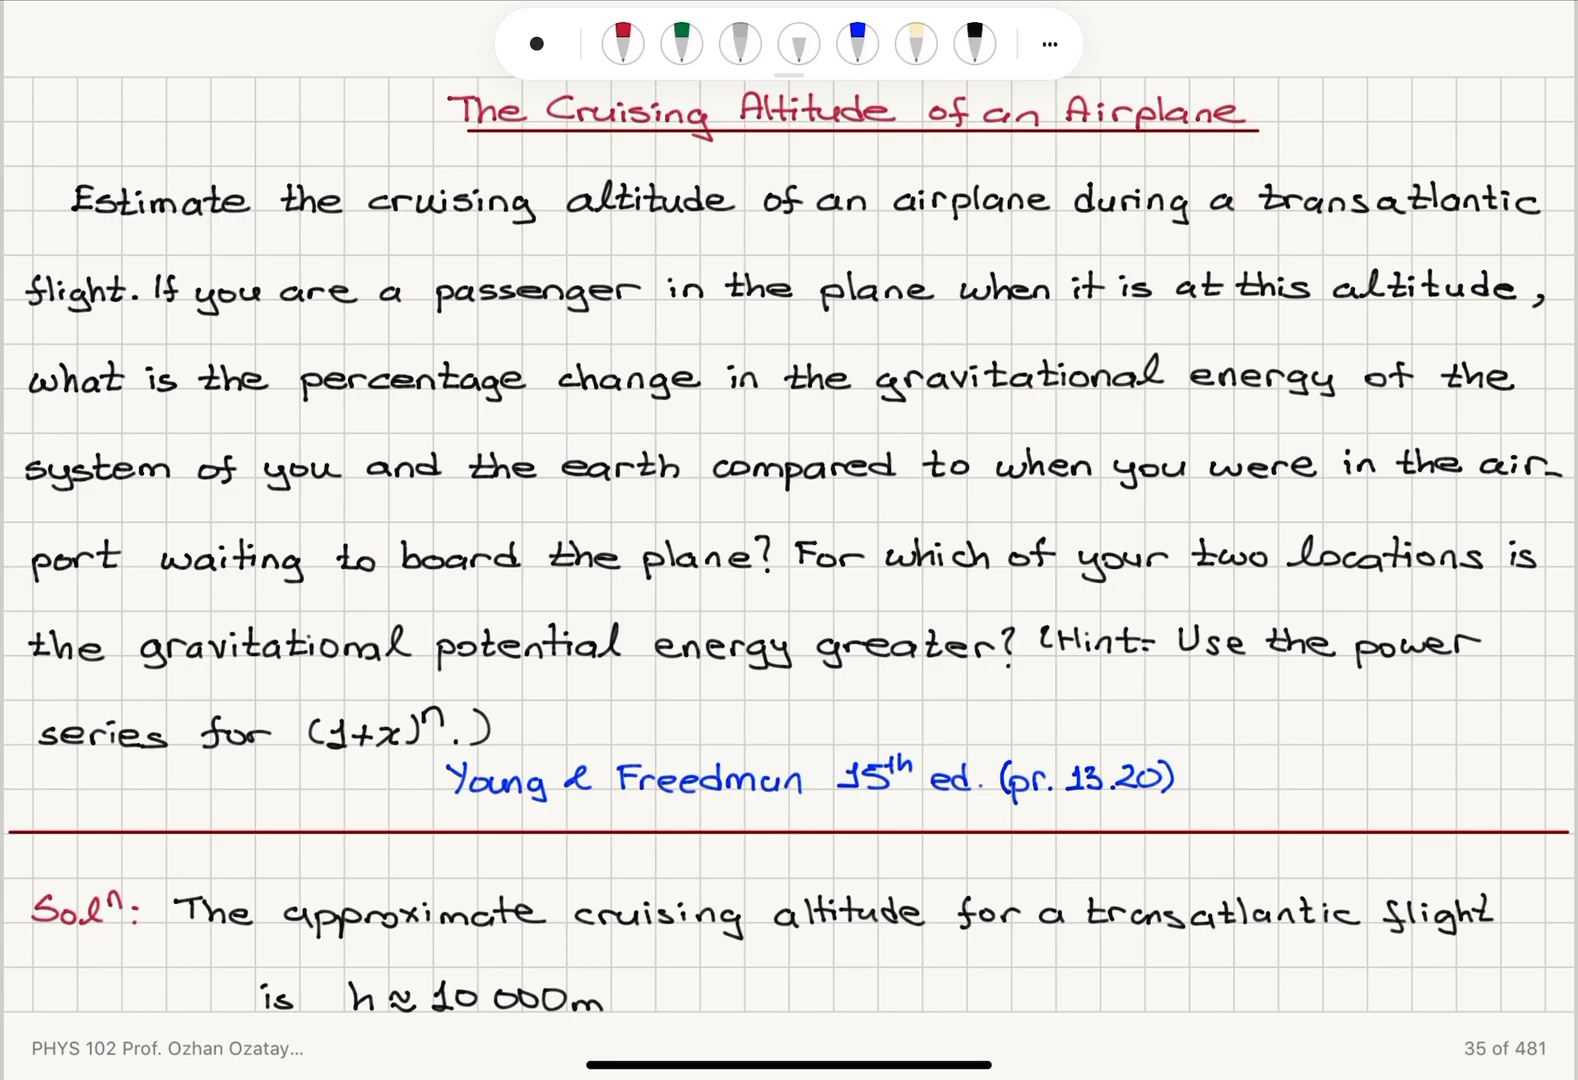 The Cruising Altitude of an Airplane
Estimate the cruising altitude of an airplane during a transatlantic
flight. If you are a passenger in the plane when it is at this altitude,
what is the percentage change in the gravitational energy of the
system of you and the earth compared to when you were in the air-
port waiting to board the plane? For which of your two locations is
the gravitational potential energy greater? (Hint: Use the power
series for (1+x)ⁿ.)
Young & Freedman 15th ed. (pr. 13.20)
Solⁿ: The approximate cruising altitude for a transatlantic flight
is h ≈ 10 000m
PHYS 102 Prof. Ozhan Ozatay...
35 of 481